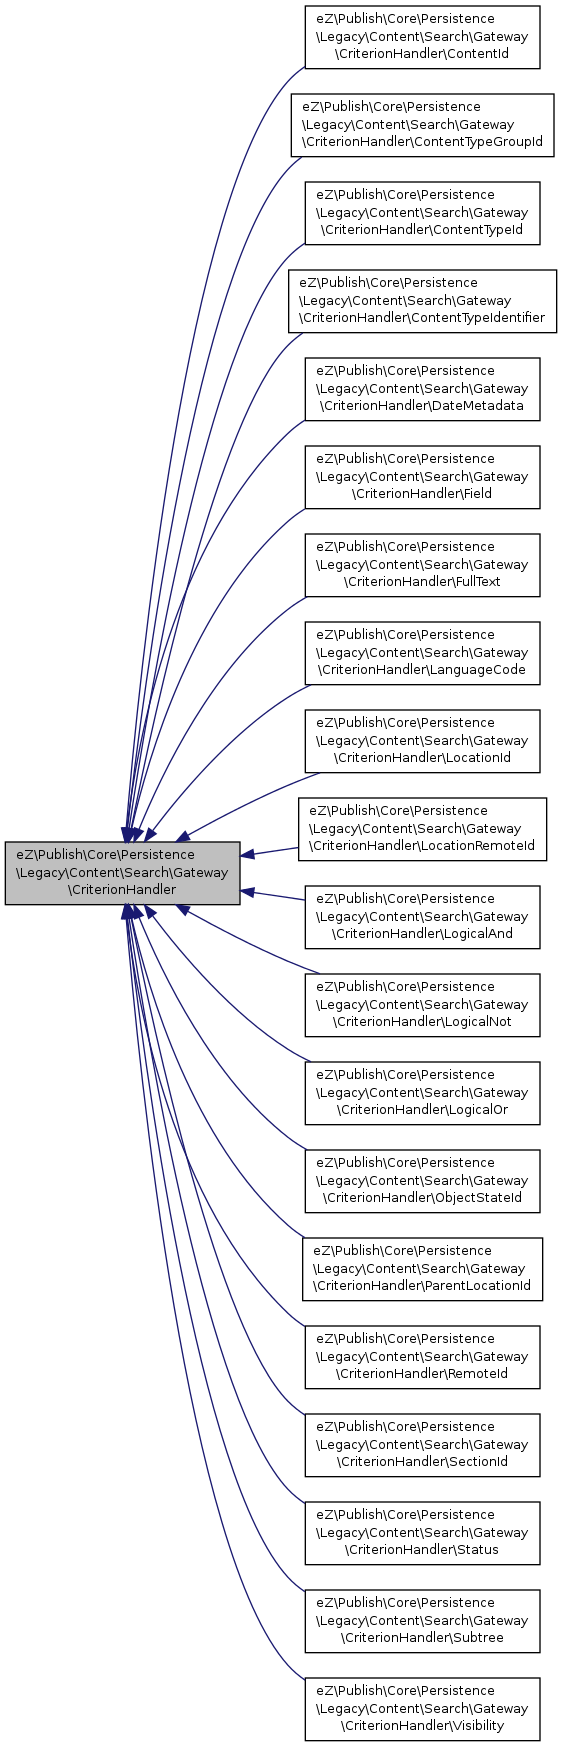 eZ\Publish\Core\Persistence
\Legacy\Content\Search\Gateway
\CriterionHandler\ContentId
eZ\Publish\Core\Persistence
\Legacy\Content\Search\Gateway
\CriterionHandler\ContentTypeGroupId
eZ\Publish\Core\Persistence
\Legacy\Content\Search\Gateway
\CriterionHandler\ContentTypeId
eZ\Publish\Core\Persistence
\Legacy\Content\Search\Gateway
\CriterionHandler\ContentTypeIdentifier
eZ\Publish\Core\Persistence
\Legacy\Content\Search\Gateway
\CriterionHandler\DateMetadata
eZ\Publish\Core\Persistence
\Legacy\Content\Search\Gateway
\CriterionHandler\Field
eZ\Publish\Core\Persistence
\Legacy\Content\Search\Gateway
\CriterionHandler\FullText
eZ\Publish\Core\Persistence
\Legacy\Content\Search\Gateway
\CriterionHandler\LanguageCode
eZ\Publish\Core\Persistence
\Legacy\Content\Search\Gateway
\CriterionHandler\LocationId
eZ\Publish\Core\Persistence
\Legacy\Content\Search\Gateway
\CriterionHandler\LocationRemoteId
eZ\Publish\Core\Persistence
\Legacy\Content\Search\Gateway
\CriterionHandler
eZ\Publish\Core\Persistence
\Legacy\Content\Search\Gateway
\CriterionHandler\LogicalAnd
eZ\Publish\Core\Persistence
\Legacy\Content\Search\Gateway
\CriterionHandler\LogicalNot
eZ\Publish\Core\Persistence
\Legacy\Content\Search\Gateway
\CriterionHandler\LogicalOr
eZ\Publish\Core\Persistence
\Legacy\Content\Search\Gateway
\CriterionHandler\ObjectStateId
eZ\Publish\Core\Persistence
\Legacy\Content\Search\Gateway
\CriterionHandler\ParentLocationId
eZ\Publish\Core\Persistence
\Legacy\Content\Search\Gateway
\CriterionHandler\RemoteId
eZ\Publish\Core\Persistence
\Legacy\Content\Search\Gateway
\CriterionHandler\SectionId
eZ\Publish\Core\Persistence
\Legacy\Content\Search\Gateway
\CriterionHandler\Status
eZ\Publish\Core\Persistence
\Legacy\Content\Search\Gateway
\CriterionHandler\Subtree
eZ\Publish\Core\Persistence
\Legacy\Content\Search\Gateway
\CriterionHandler\Visibility